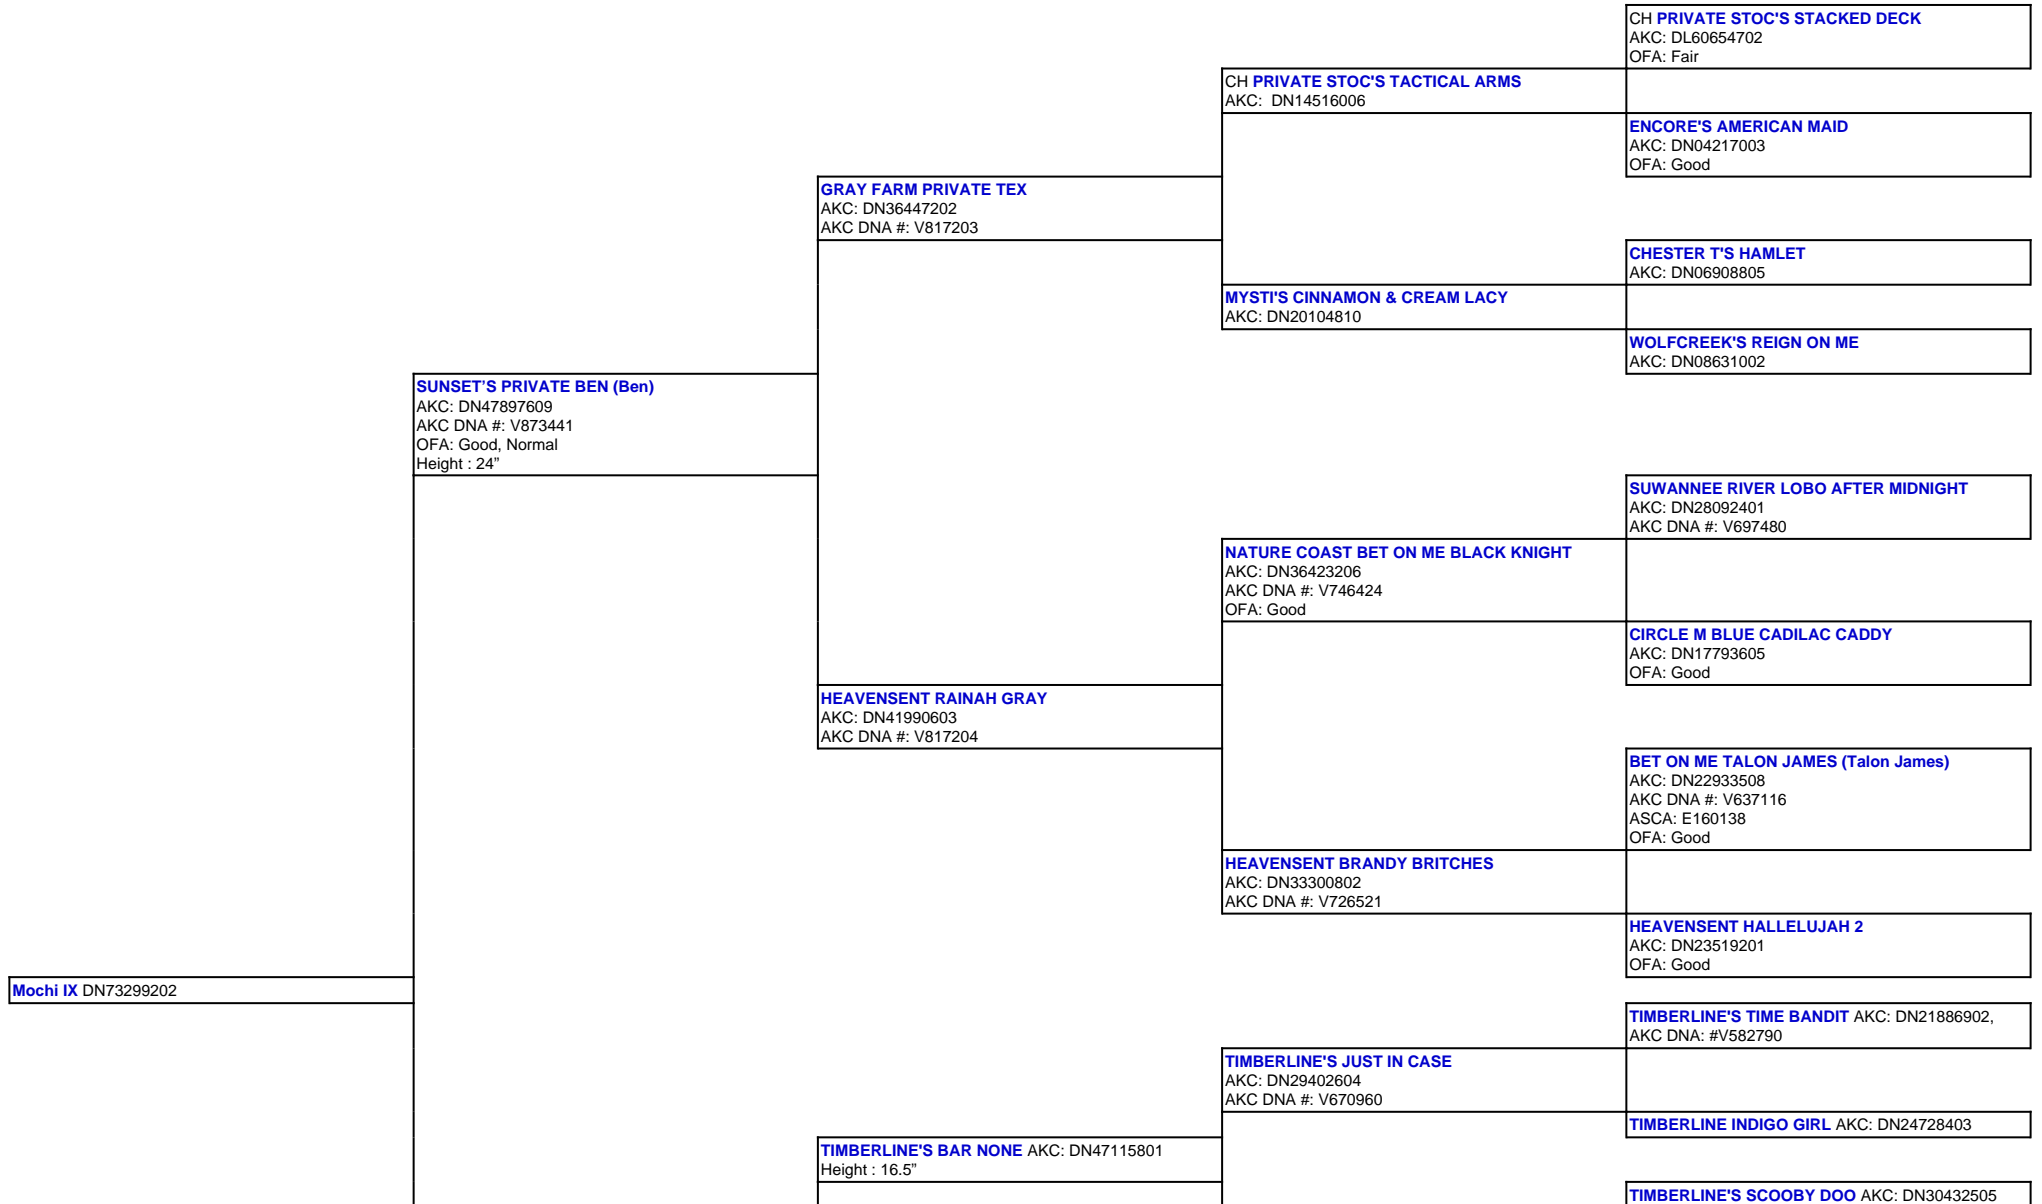 CH PRIVATE STOC'S STACKED DECK
AKC: DL60654702
OFA: Fair
CH PRIVATE STOC'S TACTICAL ARMS
AKC:  DN14516006
ENCORE'S AMERICAN MAID
AKC: DN04217003
OFA: Good
GRAY FARM PRIVATE TEX
AKC: DN36447202
AKC DNA #: V817203
CHESTER T'S HAMLET
AKC: DN06908805
MYSTI'S CINNAMON & CREAM LACY
AKC: DN20104810
WOLFCREEK'S REIGN ON ME
AKC: DN08631002
SUNSET’S PRIVATE BEN (Ben)
AKC: DN47897609
AKC DNA #: V873441
OFA: Good, Normal
Height : 24”
SUWANNEE RIVER LOBO AFTER MIDNIGHT
AKC: DN28092401
AKC DNA #: V697480
NATURE COAST BET ON ME BLACK KNIGHT
AKC: DN36423206
AKC DNA #: V746424
OFA: Good
CIRCLE M BLUE CADILAC CADDY
AKC: DN17793605
OFA: Good
HEAVENSENT RAINAH GRAY
AKC: DN41990603
AKC DNA #: V817204
BET ON ME TALON JAMES (Talon James)
AKC: DN22933508
AKC DNA #: V637116
ASCA: E160138
OFA: Good
HEAVENSENT BRANDY BRITCHES
AKC: DN33300802
AKC DNA #: V726521
HEAVENSENT HALLELUJAH 2
AKC: DN23519201
OFA: Good
Mochi IX DN73299202
TIMBERLINE'S TIME BANDIT AKC: DN21886902,
AKC DNA: #V582790
TIMBERLINE'S JUST IN CASE
AKC: DN29402604
AKC DNA #: V670960
TIMBERLINE INDIGO GIRL AKC: DN24728403
TIMBERLINE'S BAR NONE AKC: DN47115801
Height : 16.5”
TIMBERLINE'S SCOOBY DOO AKC: DN30432505